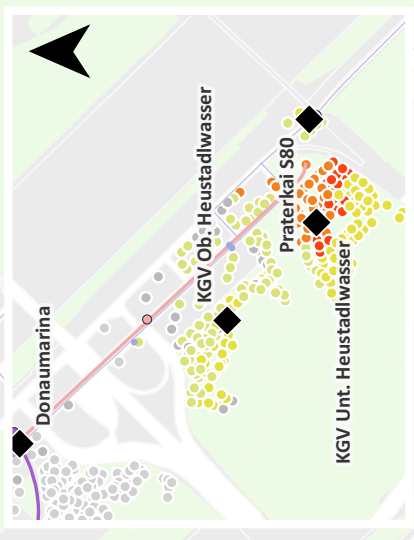 Donaumarina
KGV Ob. Heustadlwasser
Praterkai S80
KGV Unt. Heustadlwasser